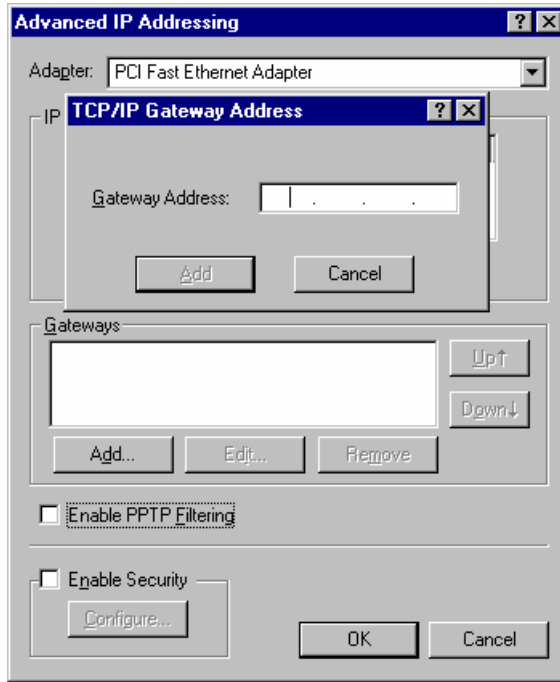 Advanced IP Addressing
Adapter: PCI Fast Ethernet Adapter
IP
TCP/IP Gateway Address
Gateway Address: . . .
Add Cancel
Gateways
Up↑
Down↓
Add... Edit... Remove
Enable PPTP Filtering
Enable Security
Configure...
OK Cancel